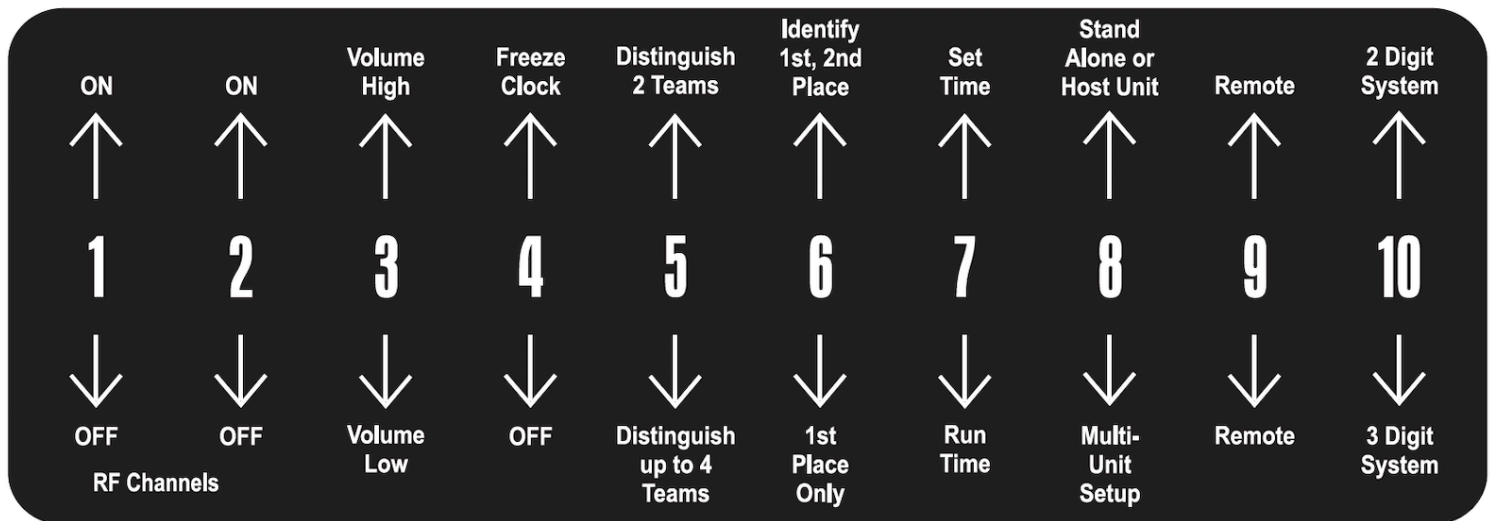 ON
ON
Volume
High
Freeze
Clock
Distinguish
2 Teams
Identify
1st, 2nd
Place
Set
Time
Stand
Alone or
Host Unit
Remote
2 Digit
System
1
2
3
4
5
6
7
8
9
10
OFF
OFF
RF Channels
Volume
Low
OFF
Distinguish
up to 4
Teams
1st
Place
Only
Run
Time
Multi-
Unit
Setup
Remote
3 Digit
System